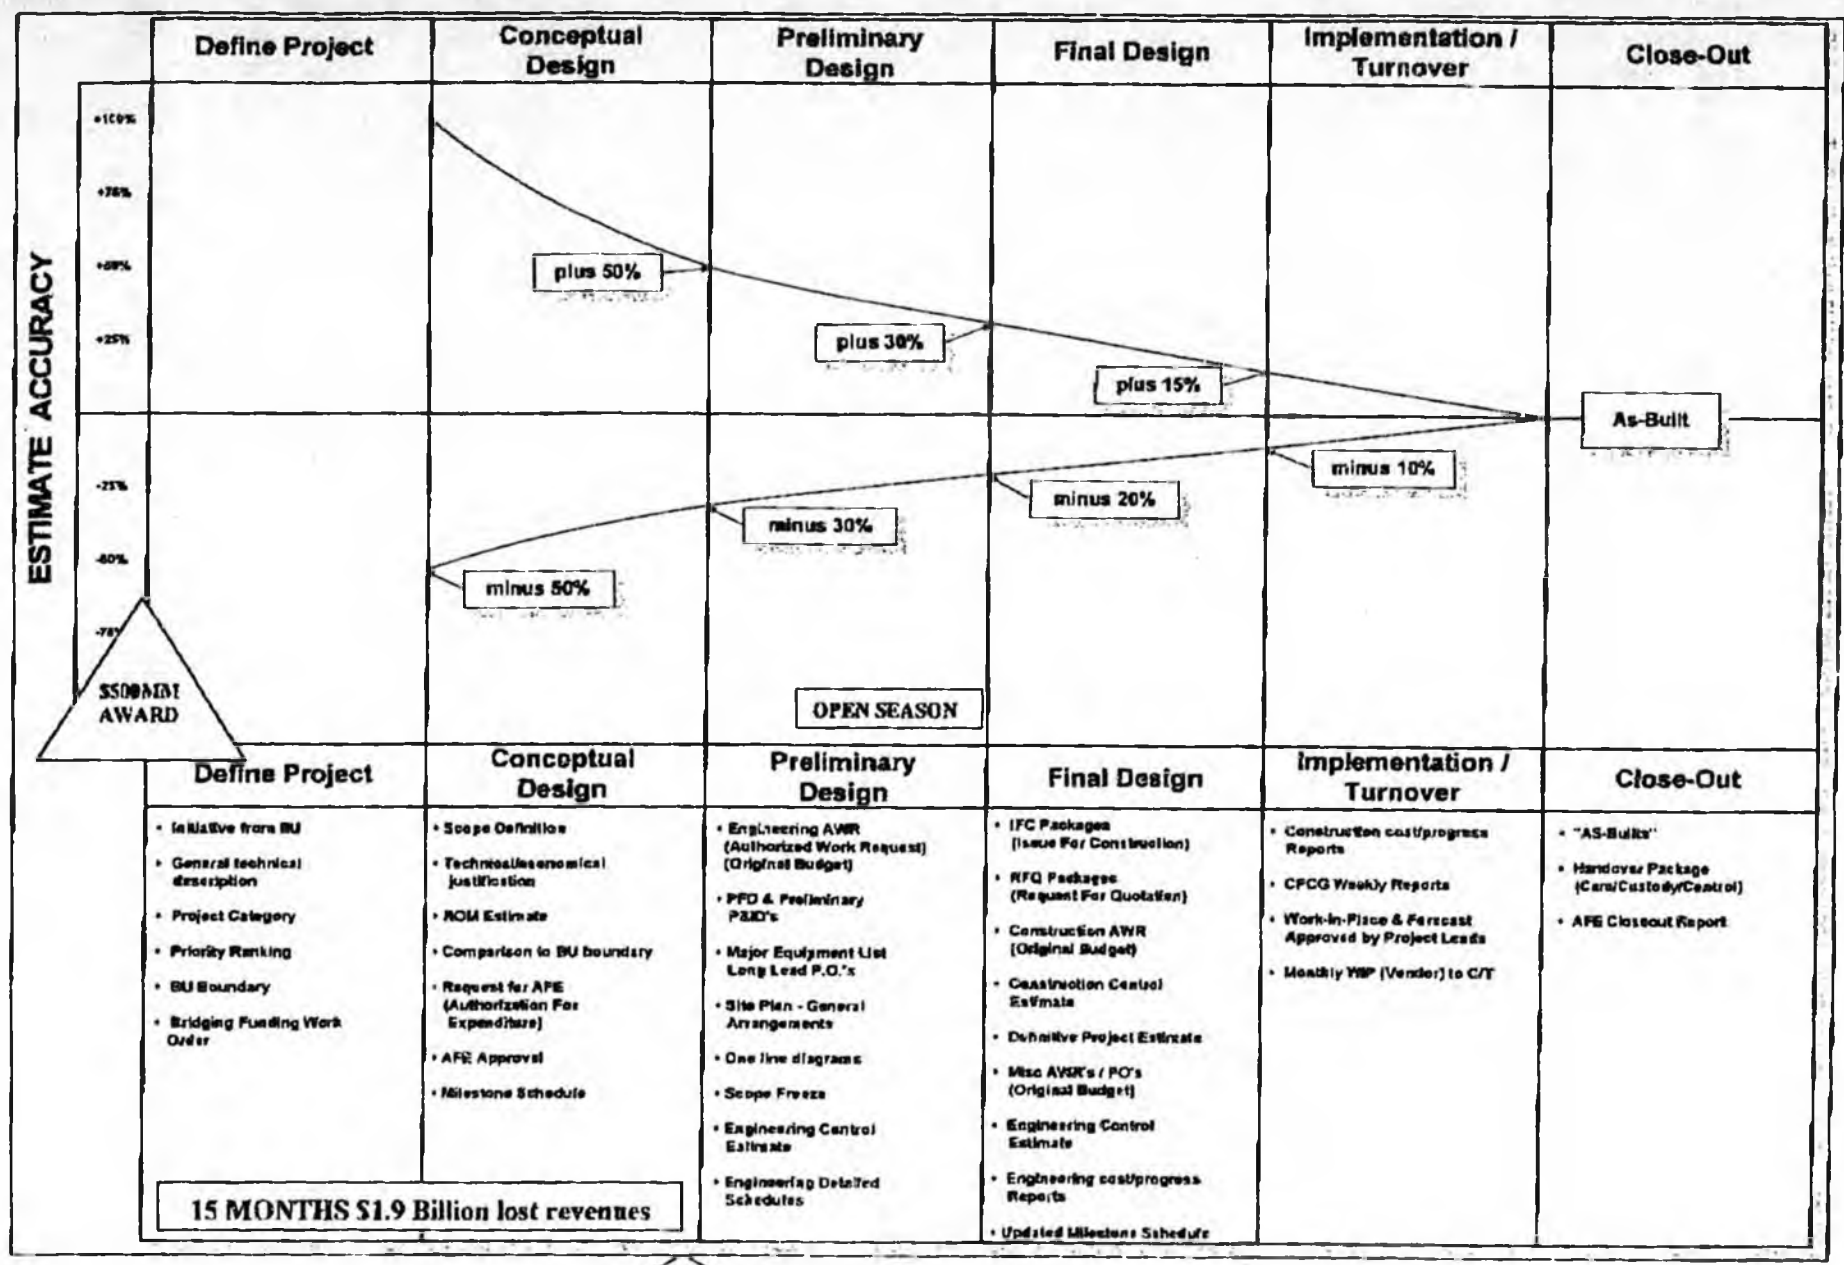 Define Project
Conceptual
Design
Preliminary
Design
Final Design
Implementation /
Turnover
Close-Out
ESTIMATE ACCURACY
+100%
+75%
+50%
+25%
-25%
-50%
-75%
plus 50%
plus 30%
plus 15%
As-Built
minus 10%
minus 20%
minus 30%
minus 50%
$500MM
AWARD
OPEN SEASON
Define Project
Conceptual
Design
Preliminary
Design
Final Design
Implementation /
Turnover
Close-Out
• Initiative from BU
• General technical
description
• Project Category
• Priority Ranking
• BU Boundary
• Bridging Funding Work
Order
• Scope Definition
• Technical/economical
justification
• ROM Estimate
• Comparison to BU boundary
• Request for AFE
(Authorization For
Expenditure)
• AFE Approval
• Milestone Schedule
• Engineering AWR
(Authorized Work Request)
(Original Budget)
• PFD & Preliminary
P&ID's
• Major Equipment List
Long Lead P.O.'s
• Site Plan - General
Arrangements
• One line diagrams
• Scope Freeze
• Engineering Control
Estimate
• Engineering Detailed
Schedules
• IFC Packages
(Issue For Construction)
• RFQ Packages
(Request For Quotation)
• Construction AWR
(Original Budget)
• Construction Control
Estimate
• Definitive Project Estimate
• Misc AWR's / PO's
(Original Budget)
• Engineering Control
Estimate
• Engineering cost/progress
Reports
• Updated Milestone Schedule
• Construction cost/progress
Reports
• CPCG Weekly Reports
• Work-In-Place & Forecast
Approved by Project Leads
• Monthly WIP (Vendor) to C/T
• "AS-Builts"
• Handover Package
(Care/Custody/Control)
• AFE Closeout Report
15 MONTHS $1.9 Billion lost revenues